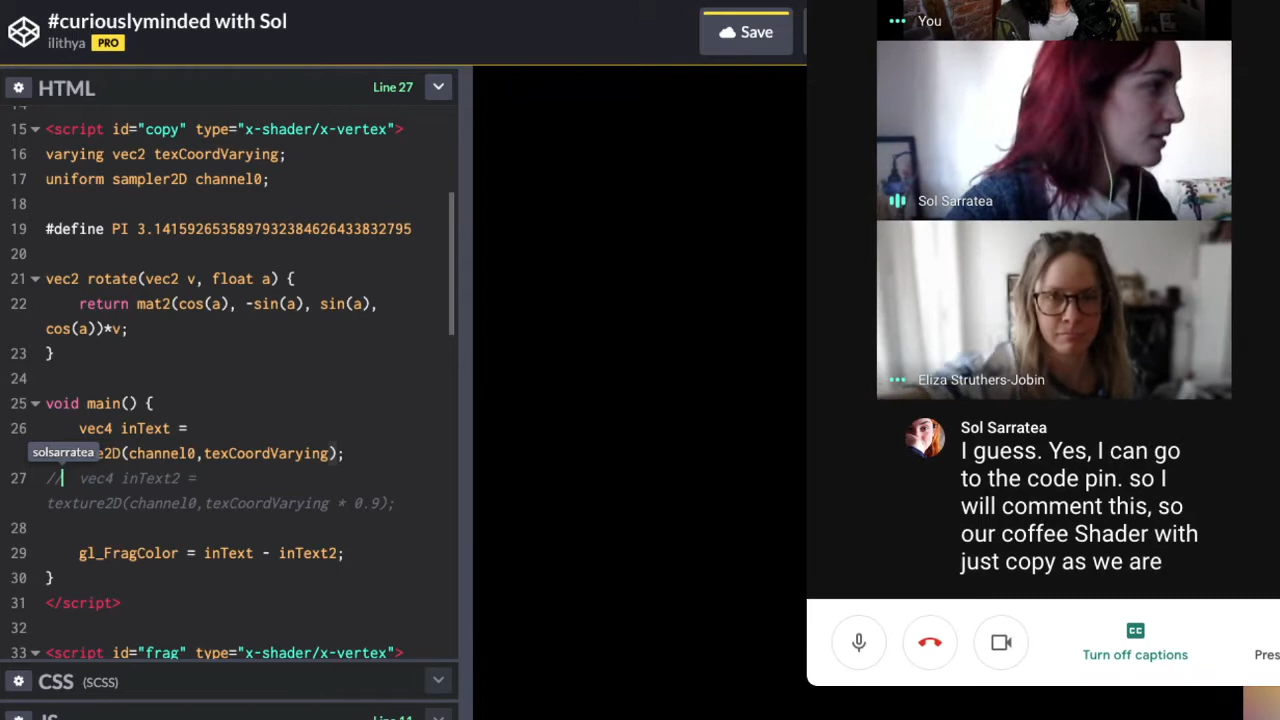 #curiouslyminded with Sol
ilithya PRO
Save
HTML
Line 27
15 <script id="copy" type="x-shader/x-vertex">
16 varying vec2 texCoordVarying;
17 uniform sampler2D channel0;
18
19 #define PI 3.14159265358979323846264338327​95
20
21 vec2 rotate(vec2 v, float a) {
22 return mat2(cos(a), -sin(a), sin(a),
cos(a))*v;
23 }
24
25 void main() {
26 vec4 inText =
solsarratea
e2D(channel0,texCoordVarying);
27 // vec4 inText2 =
texture2D(channel0,texCoordVarying * 0.9);
28
29 gl_FragColor = inText - inText2;
30 }
31 </script>
32
33 <script id="frag" type="x-shader/x-vertex">
CSS (SCSS)
Line 11
You
Sol Sarratea
Eliza Struthers-Jobin
Sol Sarratea
I guess. Yes, I can go
to the code pin. so I
will comment this, so
our coffee Shader with
just copy as we are
Turn off captions
Pres